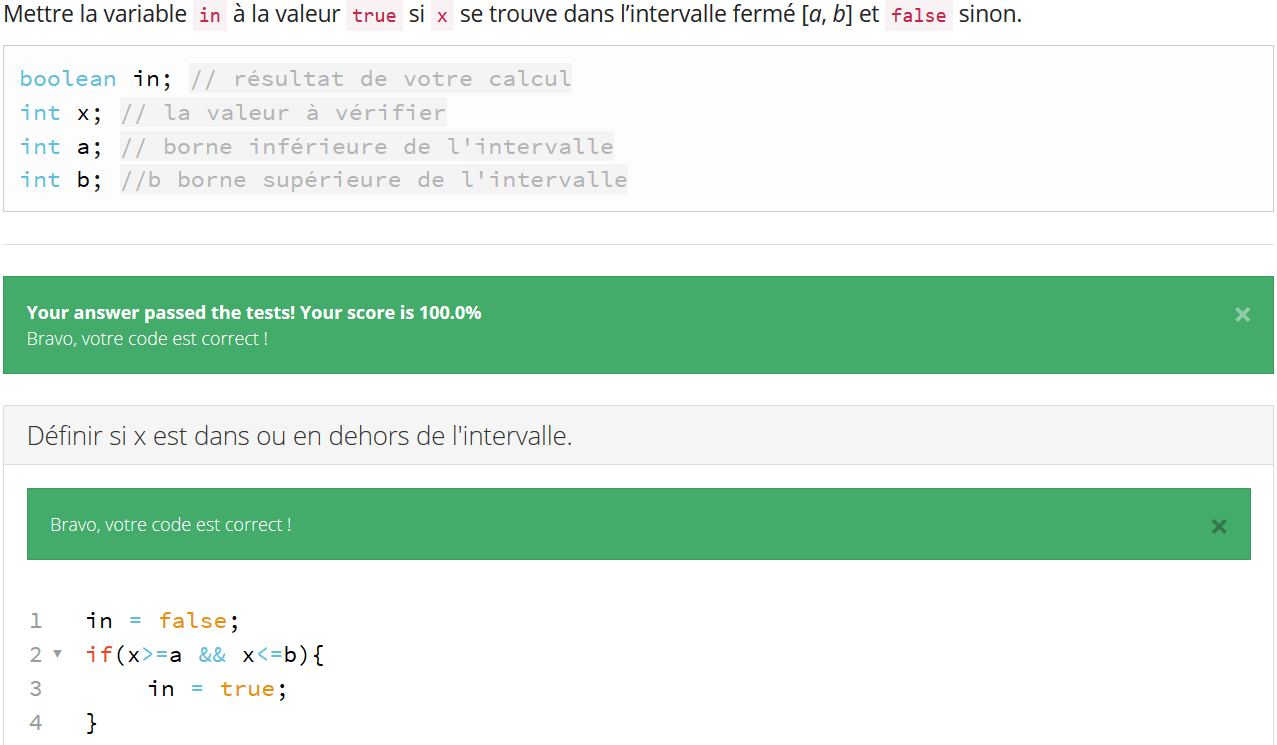 Mettre la variable in à la valeur true si x se trouve dans l’intervalle fermé [a, b] et false sinon.
boolean in; // résultat de votre calcul
int x; // la valeur à vérifier
int a; // borne inférieure de l'intervalle
int b; //b borne supérieure de l'intervalle
Your answer passed the tests! Your score is 100.0%
Bravo, votre code est correct !
Définir si x est dans ou en dehors de l'intervalle.
Bravo, votre code est correct !
1 in = false;
2 if(x>=a && x<=b){
3 in = true;
4 }